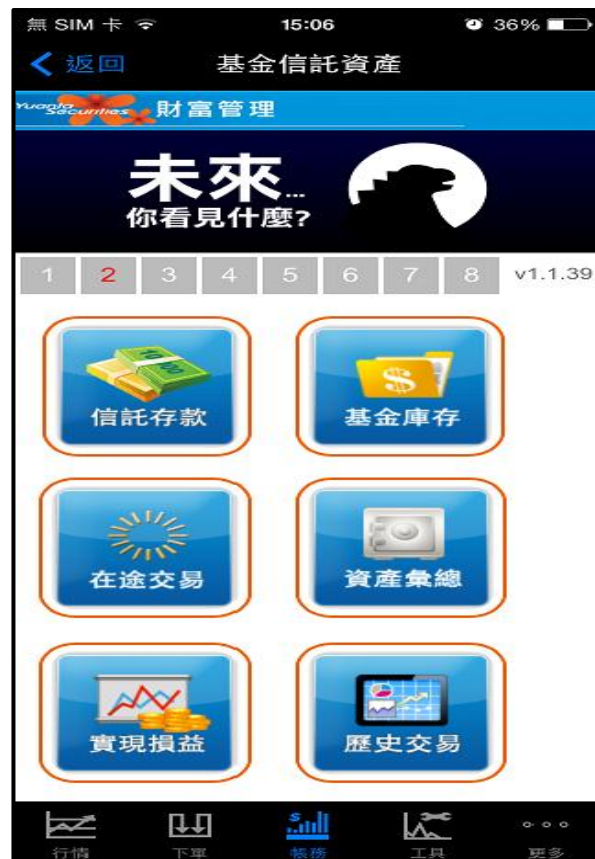 無 SIM 卡 15:06 36%
返回 基金信託資產
Yuanta Securities 財富管理
未來...
你看見什麼?
1 2 3 4 5 6 7 8 v1.1.39
信託存款 基金庫存
在途交易 資產彙總
實現損益 歷史交易
行情 下單 帳務 工具 更多